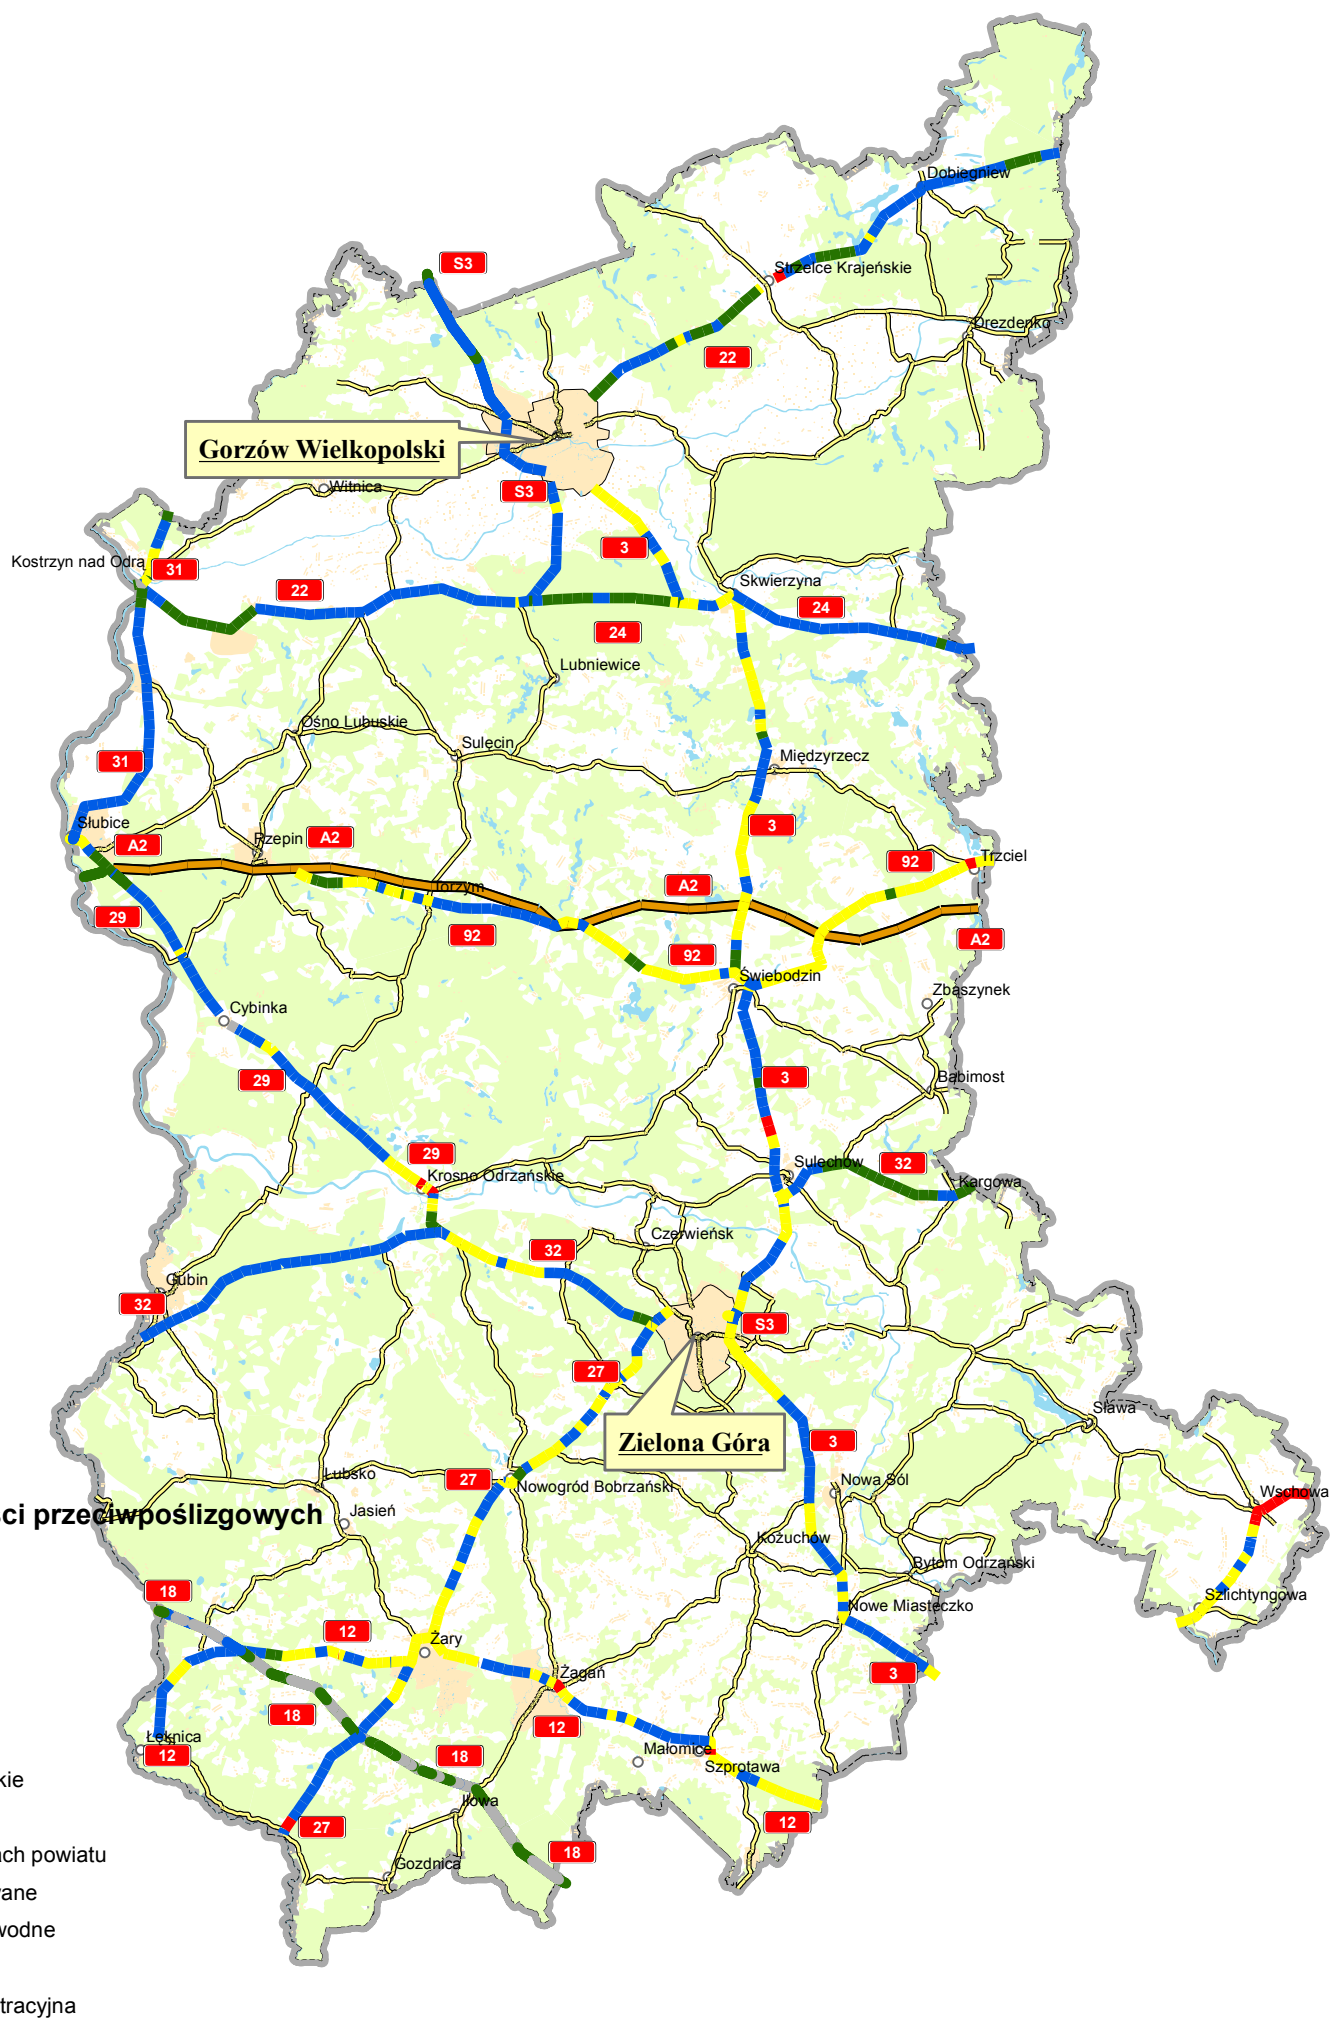 Dobiegniew
S3
Strzelce Krajeńskie
Drezdenko
22
Gorzów Wielkopolski
Witnica
S3
3
Kostrzyn nad Odrą
31
Skwierzyna
22
24
24
Lubniewice
Ośno Lubuskie
Sulęcin
31
Międzyrzecz
Słubice
3
A2
Rzepin
A2
92
Trzciel
Torzym
A2
29
92
A2
92
Świebodzin
Zbąszynek
Cybinka
29
3
Babimost
29
Krosno Odrzańskie
Sulechów
32
Kargowa
Czerwieńsk
32
Gubin
32
S3
27
Sława
Zielona Góra
3
27
Nowogród Bobrzański
Nowa Sól
Lubsko
Wschowa
ści przeciwpoślizgowych
Jasień
Kożuchów
Bytom Odrzański
18
Szlichtyngowa
Nowe Miasteczko
12
Żary
Żagań
3
18
12
Łęknica
12
18
Małomice
Szprotawa
kie
Iłowa
27
12
ach powiatu
18
Gozdnica
vane
wodne
tracyjna